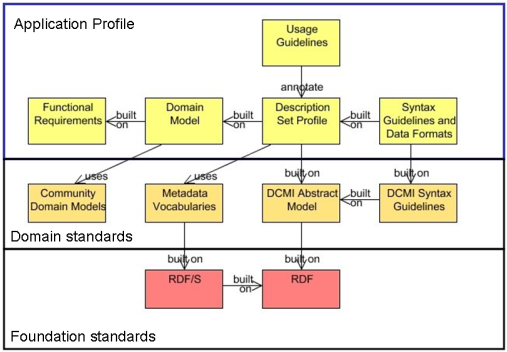 Application Profile
Usage
Guidelines
annotate
Functional
Requirements
built
on
Domain
Model
built
on
Description
Set Profile
built
on
Syntax
Guidelines and
Data Formats
uses
uses
built on
built on
Community
Domain Models
Metadata
Vocabularies
DCMI Abstract
Model
built
on
DCMI Syntax
Guidelines
Domain standards
built on
built on
RDF/S
built
on
RDF
Foundation standards